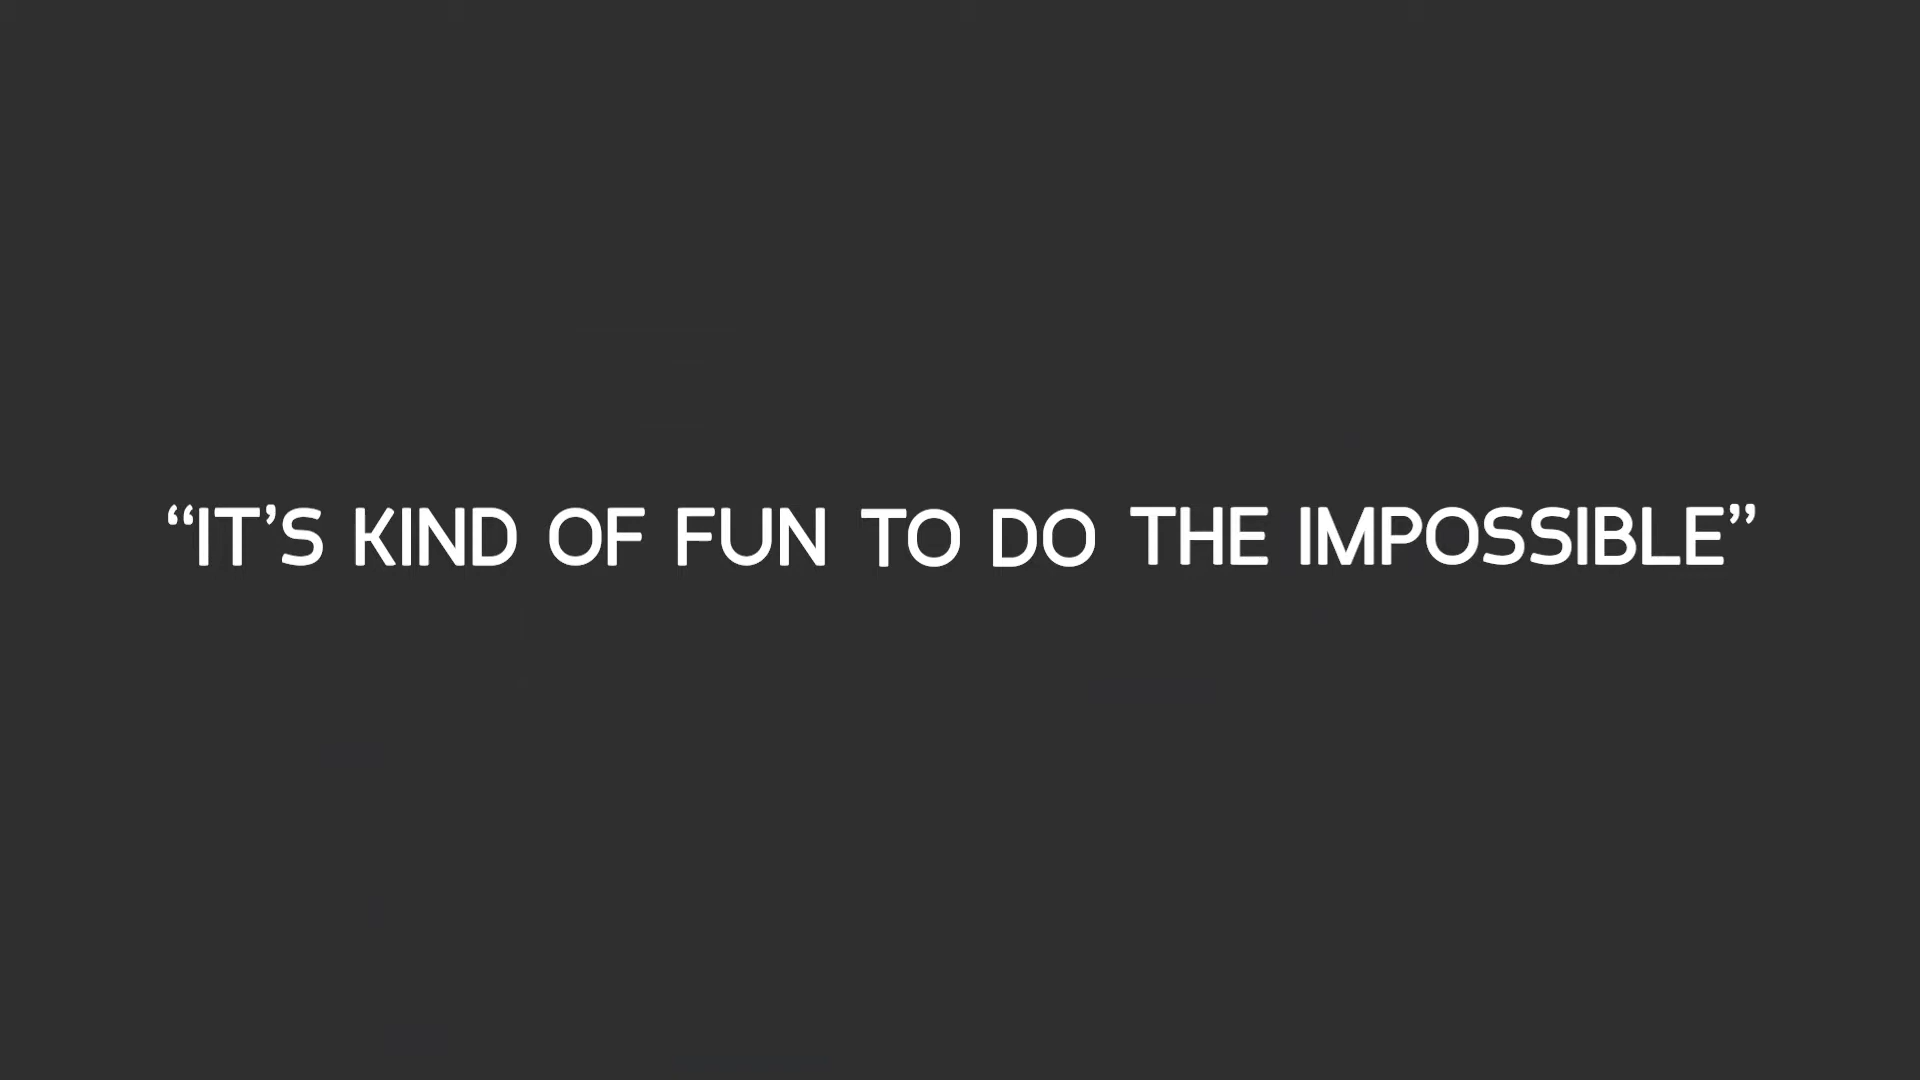 “IT’S KIND OF FUN TO DO THE IMPOSSIBLE”